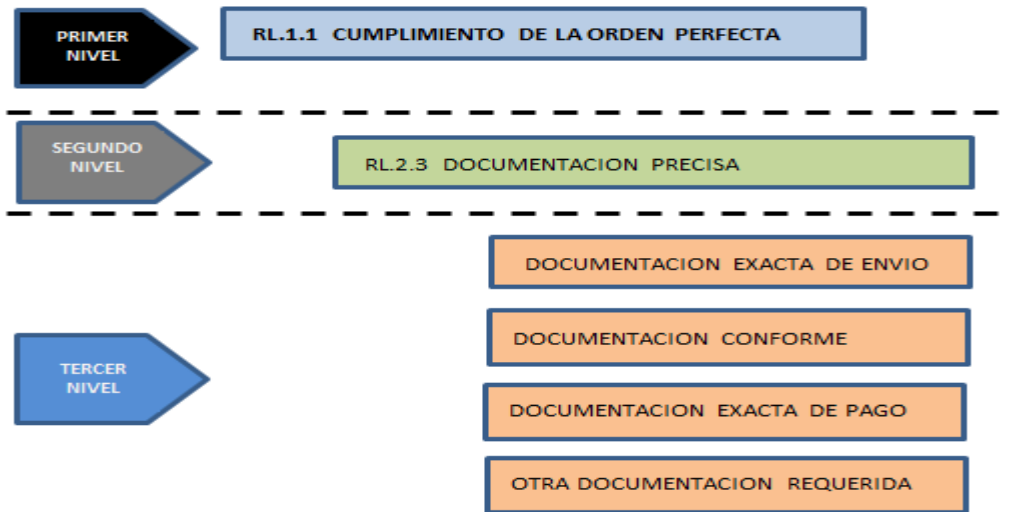 PRIMER
NIVEL
RL.1.1 CUMPLIMIENTO DE LA ORDEN PERFECTA
SEGUNDO
NIVEL
RL.2.3 DOCUMENTACION PRECISA
DOCUMENTACION EXACTA DE ENVIO
DOCUMENTACION CONFORME
TERCER
NIVEL
DOCUMENTACION EXACTA DE PAGO
OTRA DOCUMENTACION REQUERIDA